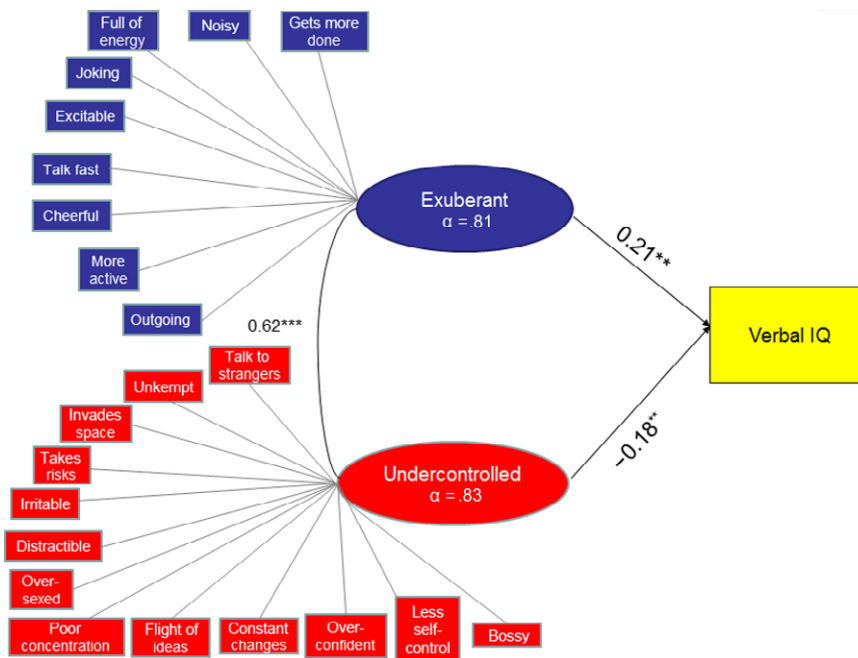 Full of
energy
Noisy
Gets more
done
Joking
Excitable
Talk fast
Cheerful
More
active
Outgoing
Exuberant
α =.81
0.21**
Verbal IQ
0.62***
−0.18**
Talk to
strangers
Unkempt
Invades
space
Takes
risks
Irritable
Distractible
Over-
sexed
Poor
concentration
Flight of
ideas
Constant
changes
Over-
confident
Less
self-
control
Bossy
Undercontrolled
α =.83